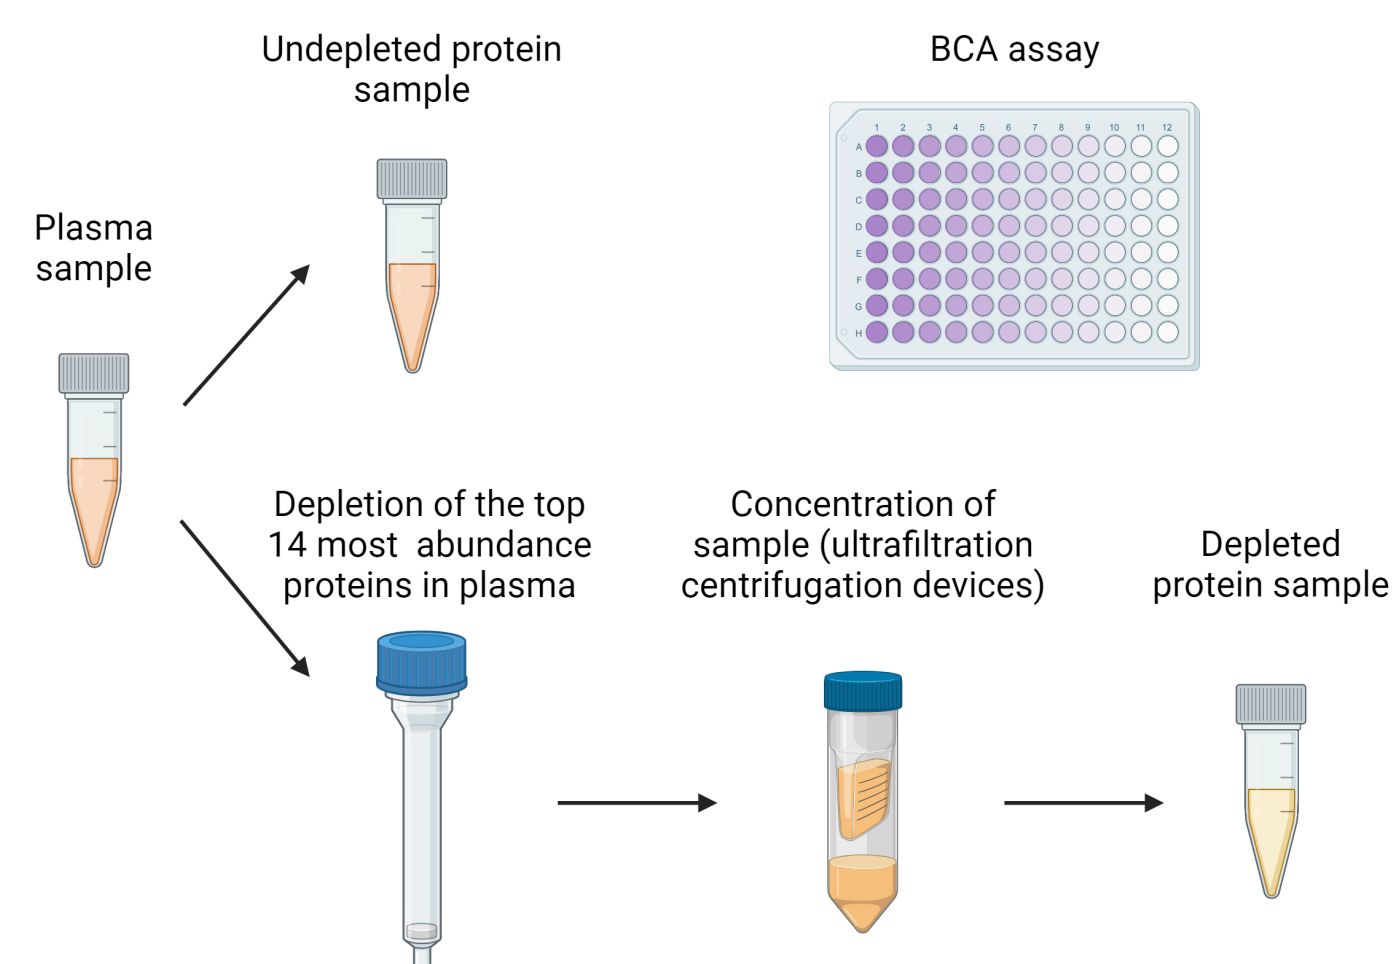 Undepleted protein
sample
BCA assay
1 2 3 4 5 6 7 8 9 10 11 12
A
B
C
D
E
F
G
H
Plasma
sample
Depletion of the top
14 most  abundance
proteins in plasma
Concentration of
sample (ultrafiltration
centrifugation devices)
Depleted
protein sample